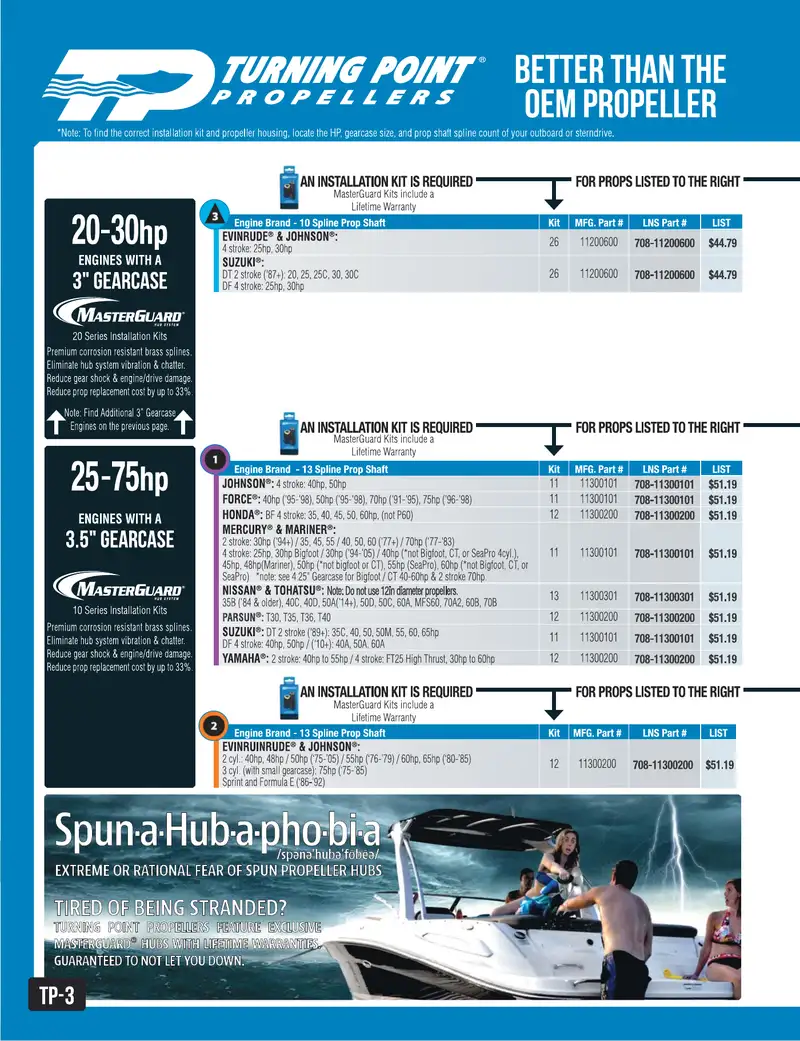 TP
TURNING POINT®
PROPELLERS
BETTER THAN THE
OEM PROPELLER
*Note: To find the correct installation kit and propeller housing, locate the HP, gearcase size, and prop shaft spline count of your outboard or sterndrive.
20-30hp
ENGINES WITH A
3" GEARCASE
MASTERGUARD®
HUB SYSTEM
20 Series Installation Kits
Premium corrosion resistant brass splines.
Eliminate hub system vibration & chatter.
Reduce gear shock & engine/drive damage.
Reduce prop replacement cost by up to 33%.
Note: Find Additional 3" Gearcase
Engines on the previous page.
AN INSTALLATION KIT IS REQUIRED FOR PROPS LISTED TO THE RIGHT
MasterGuard Kits include a
Lifetime Warranty
3
Engine Brand - 10 Spline Prop Shaft Kit MFG. Part # LNS Part # LIST
EVINRUDE® & JOHNSON®:
4 stroke: 25hp, 30hp 26 11200600 708-11200600 $44.79
SUZUKI®:
DT 2 stroke ('87+): 20, 25, 25C, 30, 30C 26 11200600 708-11200600 $44.79
DF 4 stroke: 25hp, 30hp
25-75hp
ENGINES WITH A
3.5" GEARCASE
MASTERGUARD®
HUB SYSTEM
10 Series Installation Kits
Premium corrosion resistant brass splines.
Eliminate hub system vibration & chatter.
Reduce gear shock & engine/drive damage.
Reduce prop replacement cost by up to 33%.
AN INSTALLATION KIT IS REQUIRED FOR PROPS LISTED TO THE RIGHT
MasterGuard Kits include a
Lifetime Warranty
1
Engine Brand - 13 Spline Prop Shaft Kit MFG. Part # LNS Part # LIST
JOHNSON®: 4 stroke: 40hp, 50hp 11 11300101 708-11300101 $51.19
FORCE®: 40hp ('95-'98), 50hp ('95-'98), 70hp ('91-'95), 75hp ('96-'98) 11 11300101 708-11300101 $51.19
HONDA®: BF 4 stroke: 35, 40, 45, 50, 60hp, (not P60) 12 11300200 708-11300200 $51.19
MERCURY® & MARINER®:
2 stroke: 30hp ('94+) / 35, 45, 55 / 40, 50, 60 ('77+) / 70hp ('77-'83)
4 stroke: 25hp, 30hp Bigfoot / 30hp ('94-'05) / 40hp (*not Bigfoot, CT, or SeaPro 4cyl.), 11 11300101 708-11300101 $51.19
45hp, 48hp(Mariner), 50hp (*not bigfoot or CT), 55hp (SeaPro), 60hp (*not Bigfoot, CT, or
SeaPro) *note: see 4.25" Gearcase for Bigfoot / CT 40-60hp & 2 stroke 70hp.
NISSAN® & TOHATSU®: Note: Do not use 12in diameter propellers.
35B ('84 & older), 40C, 40D, 50A('14+), 50D, 50C, 60A, MFS60, 70A2, 60B, 70B 13 11300301 708-11300301 $51.19
PARSUN®: T30, T35, T36, T40 12 11300200 708-11300200 $51.19
SUZUKI®: DT 2 stroke ('89+): 35C, 40, 50, 50M, 55, 60, 65hp
DF 4 stroke: 40hp, 50hp / ('10+): 40A, 50A, 60A 11 11300101 708-11300101 $51.19
YAMAHA®: 2 stroke: 40hp to 55hp / 4 stroke: FT25 High Thrust, 30hp to 60hp 12 11300200 708-11300200 $51.19
AN INSTALLATION KIT IS REQUIRED FOR PROPS LISTED TO THE RIGHT
MasterGuard Kits include a
Lifetime Warranty
2
Engine Brand - 13 Spline Prop Shaft Kit MFG. Part # LNS Part # LIST
EVINRUINRUDE® & JOHNSON®:
2 cyl.: 40hp, 48hp / 50hp ('75-'05) / 55hp ('76-'79) / 60hp, 65hp ('80-'85)
3 cyl. (with small gearcase): 75hp ('75-'85) 12 11300200 708-11300200 $51.19
Sprint and Formula E ('86-'92)
Spun·a·Hub·a·pho·bi·a
/spənə'hubə'fōbēə/
EXTREME OR RATIONAL FEAR OF SPUN PROPELLER HUBS
TIRED OF BEING STRANDED?
TURNING POINT PROPELLERS FEATURE EXCLUSIVE
MASTERGUARD® HUBS WITH LIFETIME WARRANTIES.
GUARANTEED TO NOT LET YOU DOWN.
TP-3